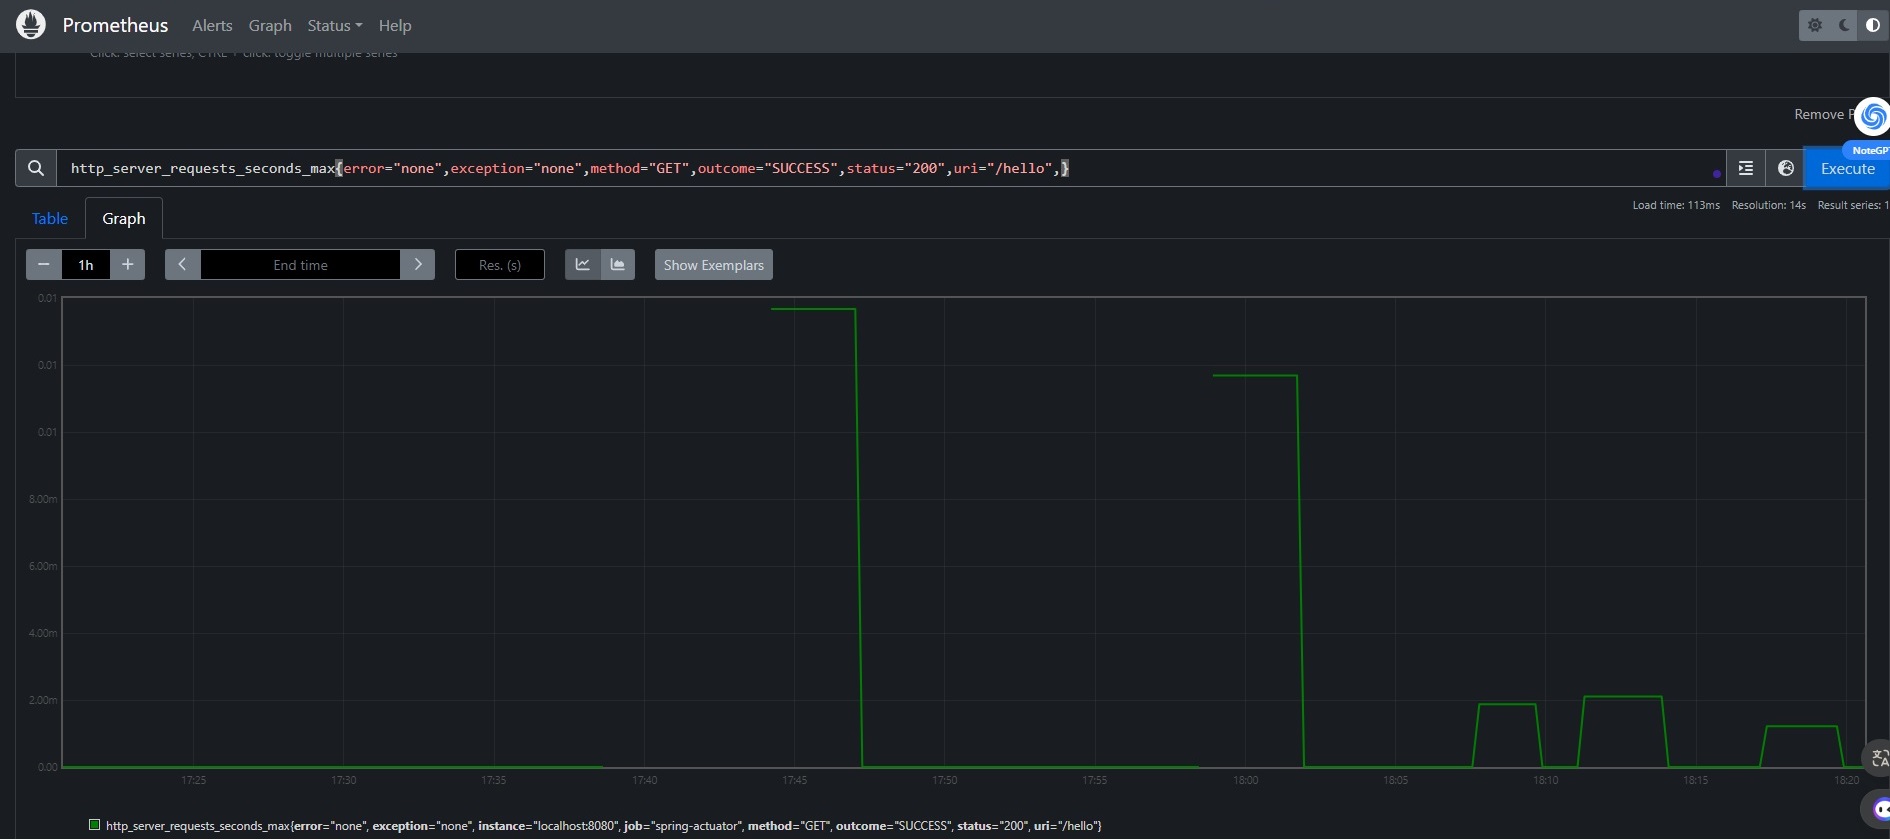 Prometheus Alerts Graph Status Help
Click: select series, CTRL + click: toggle multiple series
Remove P
NoteGP
http_server_requests_seconds_max{error="none",exception="none",method="GET",outcome="SUCCESS",status="200",uri="/hello",}
Execute
Load time: 113ms Resolution: 14s Result series: 1
Table Graph
− 1h + End time Res. (s) Show Exemplars
0.01
0.01
0.01
8.00m
6.00m
4.00m
2.00m
0.00
17:25 17:30 17:35 17:40 17:45 17:50 17:55 18:00 18:05 18:10 18:15 18:20
http_server_requests_seconds_max{error="none", exception="none", instance="localhost:8080", job="spring-actuator", method="GET", outcome="SUCCESS", status="200", uri="/hello"}